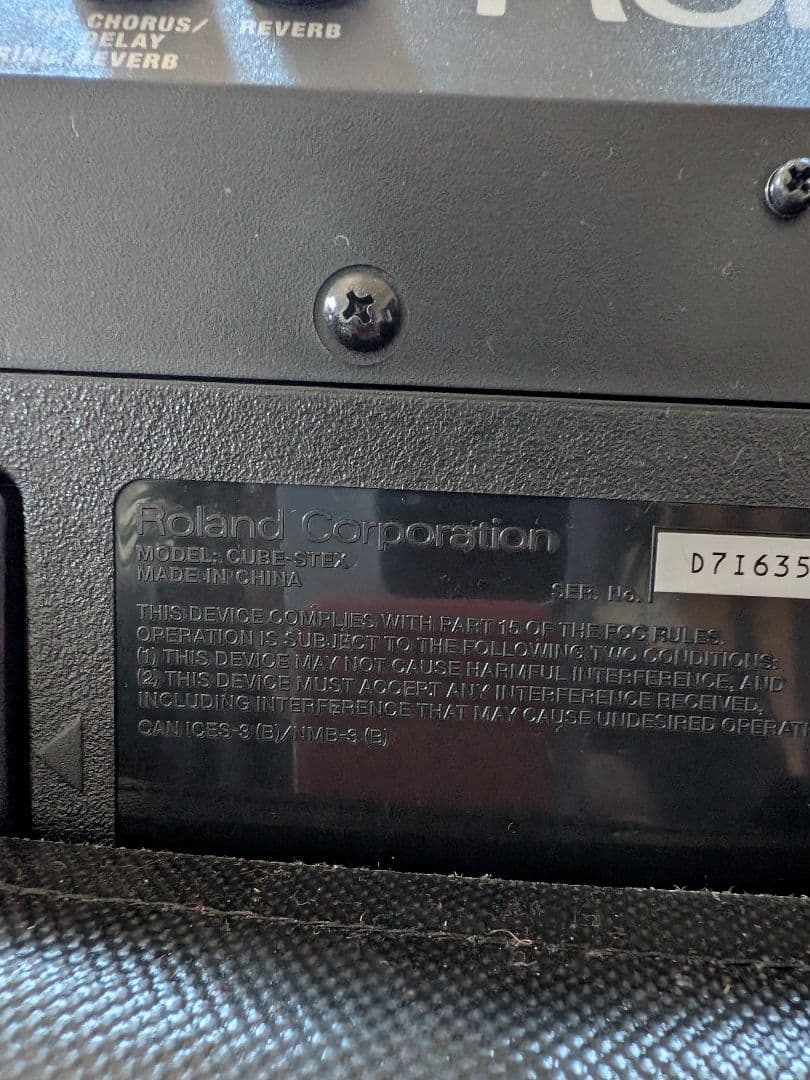 CHORUS/
DELAY
REVERB
REVERB
Roland Corporation
MODEL: CUBE-STEX
MADE IN CHINA
SER. No. D7I635
THIS DEVICE COMPLIES WITH PART 15 OF THE FCC RULES.
OPERATION IS SUBJECT TO THE FOLLOWING TWO CONDITIONS:
(1) THIS DEVICE MAY NOT CAUSE HARMFUL INTERFERENCE, AND
(2) THIS DEVICE MUST ACCEPT ANY INTERFERENCE RECEIVED,
INCLUDING INTERFERENCE THAT MAY CAUSE UNDESIRED
CAN ICES-3 (B)/NMB-3 (B)